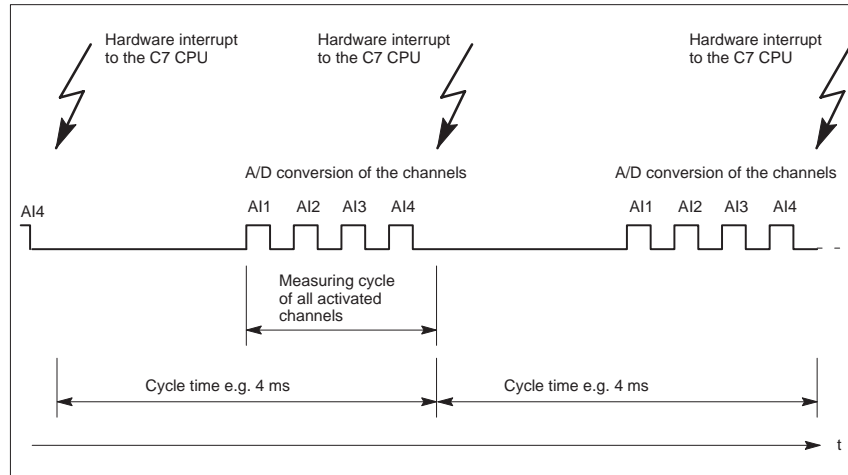 Hardware interrupt
to the C7 CPU
Hardware interrupt
to the C7 CPU
Hardware interrupt
to the C7 CPU
A/D conversion of the channels
A/D conversion of the channels
AI4
AI1
AI2
AI3
AI4
AI1
AI2
AI3
AI4
Measuring cycle
of all activated
channels
Cycle time e.g. 4 ms
Cycle time e.g. 4 ms
t